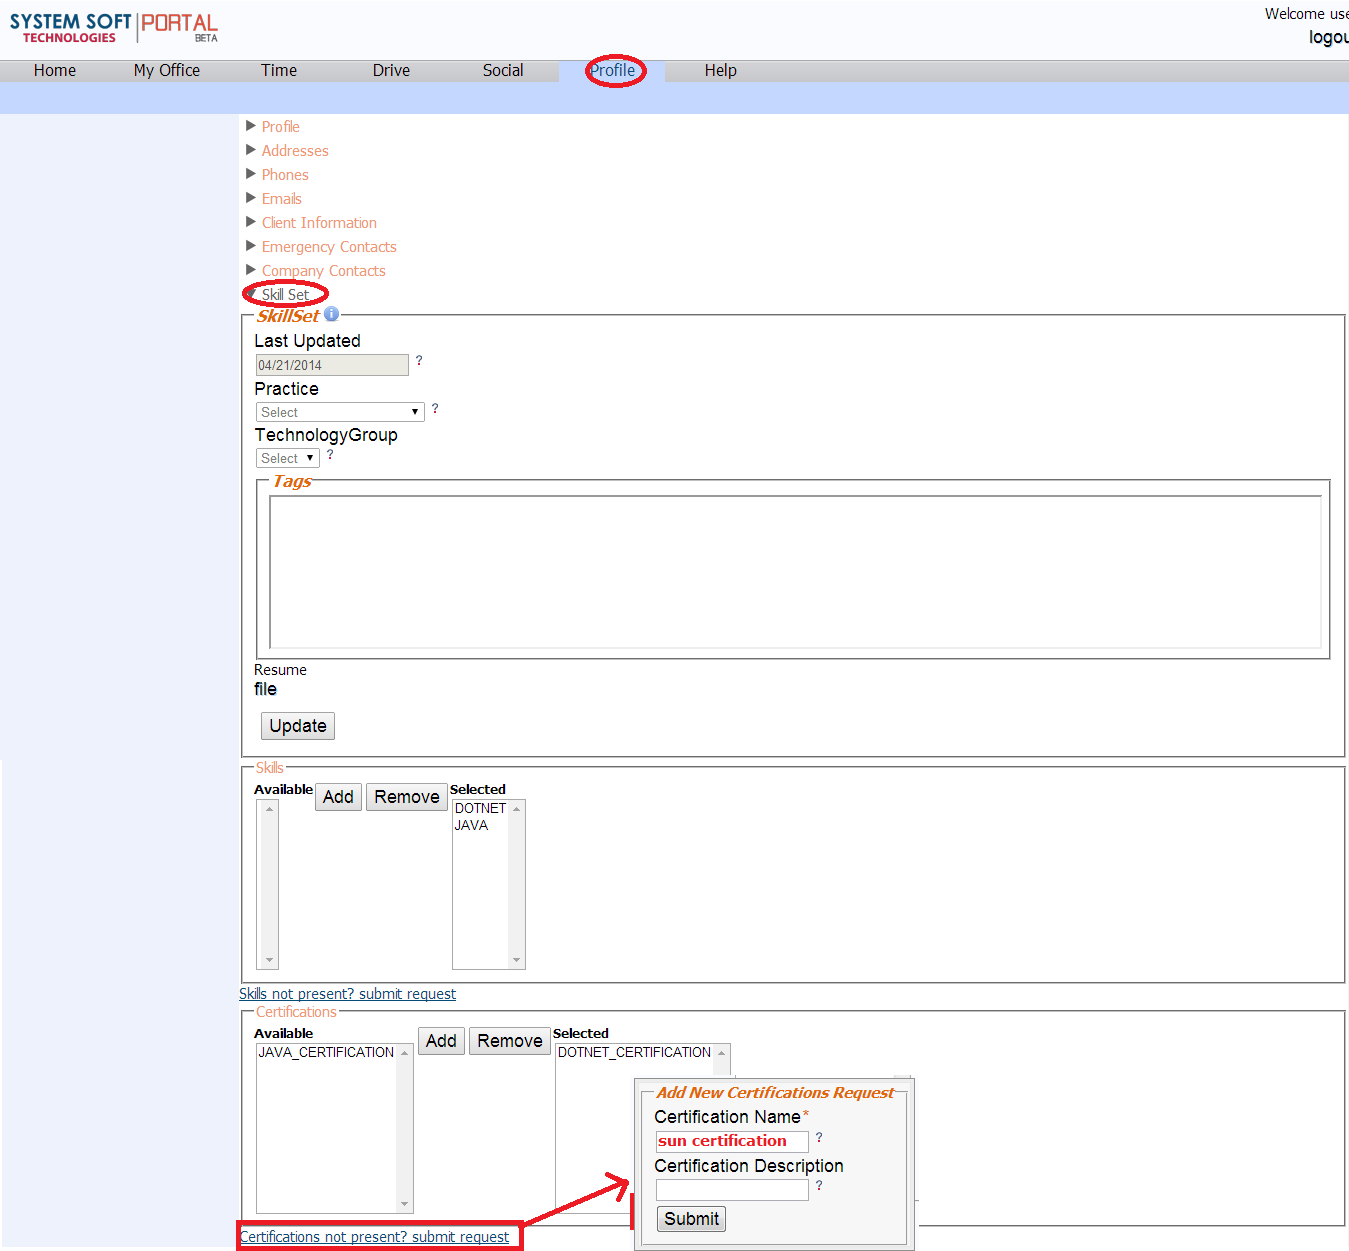 SYSTEM SOFT
TECHNOLOGIES
PORTAL
BETA
Welcome use
logou
Home My Office Time Drive Social Profile Help
Profile
Addresses
Phones
Emails
Client Information
Emergency Contacts
Company Contacts
Skill Set
SkillSet i
Last Updated
04/21/2014 ?
Practice
Select ?
TechnologyGroup
Select ?
Tags
Resume
file
Update
Skills
Available Add Remove Selected
DOTNET
JAVA
Skills not present? submit request
Certifications
Available Add Remove Selected
JAVA_CERTIFICATION DOTNET_CERTIFICATION
Add New Certifications Request
Certification Name*
sun certification ?
Certification Description
?
Submit
Certifications not present? submit request